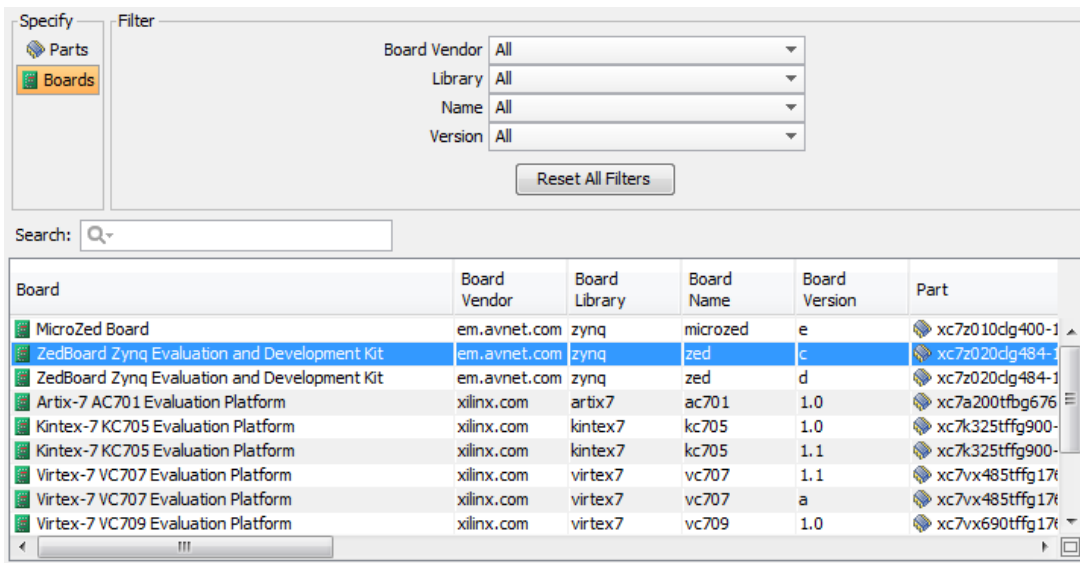 Specify Filter
Parts
Boards
Board Vendor All
Library All
Name All
Version All
Reset All Filters
Search:
Board Board Vendor Board Library Board Name Board Version Part
MicroZed Board em.avnet.com zynq microzed e xc7z010clg400-1
ZedBoard Zynq Evaluation and Development Kit em.avnet.com zynq zed c xc7z020clg484-1
ZedBoard Zynq Evaluation and Development Kit em.avnet.com zynq zed d xc7z020clg484-1
Artix-7 AC701 Evaluation Platform xilinx.com artix7 ac701 1.0 xc7a200tfbg676
Kintex-7 KC705 Evaluation Platform xilinx.com kintex7 kc705 1.0 xc7k325tffg900-
Kintex-7 KC705 Evaluation Platform xilinx.com kintex7 kc705 1.1 xc7k325tffg900-
Virtex-7 VC707 Evaluation Platform xilinx.com virtex7 vc707 1.1 xc7vx485tffg176
Virtex-7 VC707 Evaluation Platform xilinx.com virtex7 vc707 a xc7vx485tffg176
Virtex-7 VC709 Evaluation Platform xilinx.com virtex7 vc709 1.0 xc7vx690tffg176